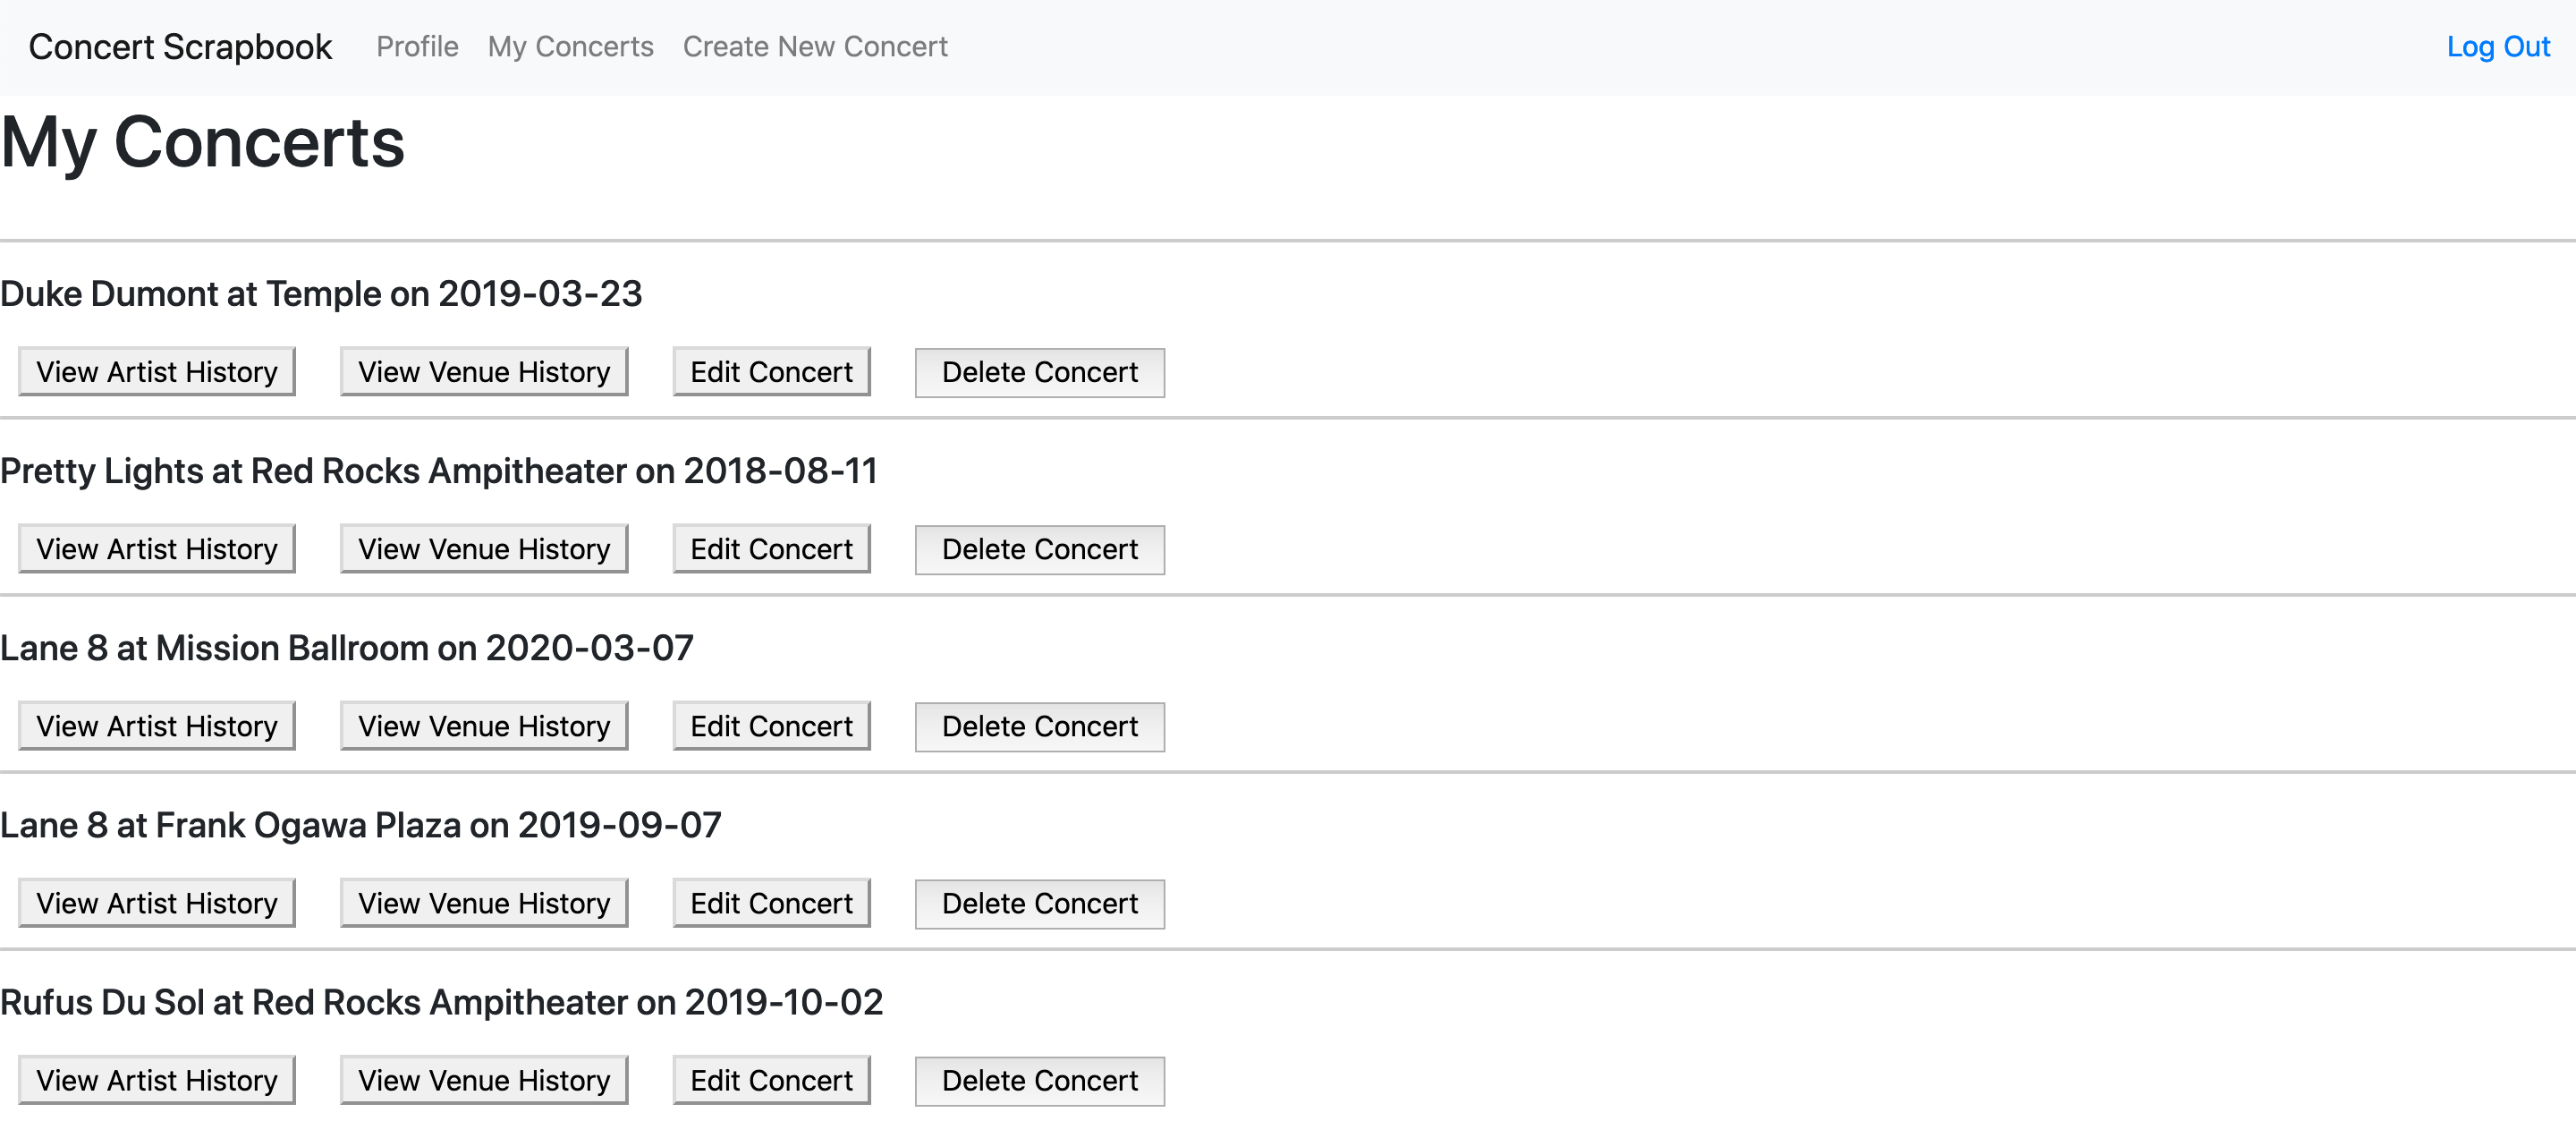 Concert Scrapbook Profile My Concerts Create New Concert Log Out
My Concerts
Duke Dumont at Temple on 2019-03-23
View Artist History View Venue History Edit Concert Delete Concert
Pretty Lights at Red Rocks Ampitheater on 2018-08-11
View Artist History View Venue History Edit Concert Delete Concert
Lane 8 at Mission Ballroom on 2020-03-07
View Artist History View Venue History Edit Concert Delete Concert
Lane 8 at Frank Ogawa Plaza on 2019-09-07
View Artist History View Venue History Edit Concert Delete Concert
Rufus Du Sol at Red Rocks Ampitheater on 2019-10-02
View Artist History View Venue History Edit Concert Delete Concert